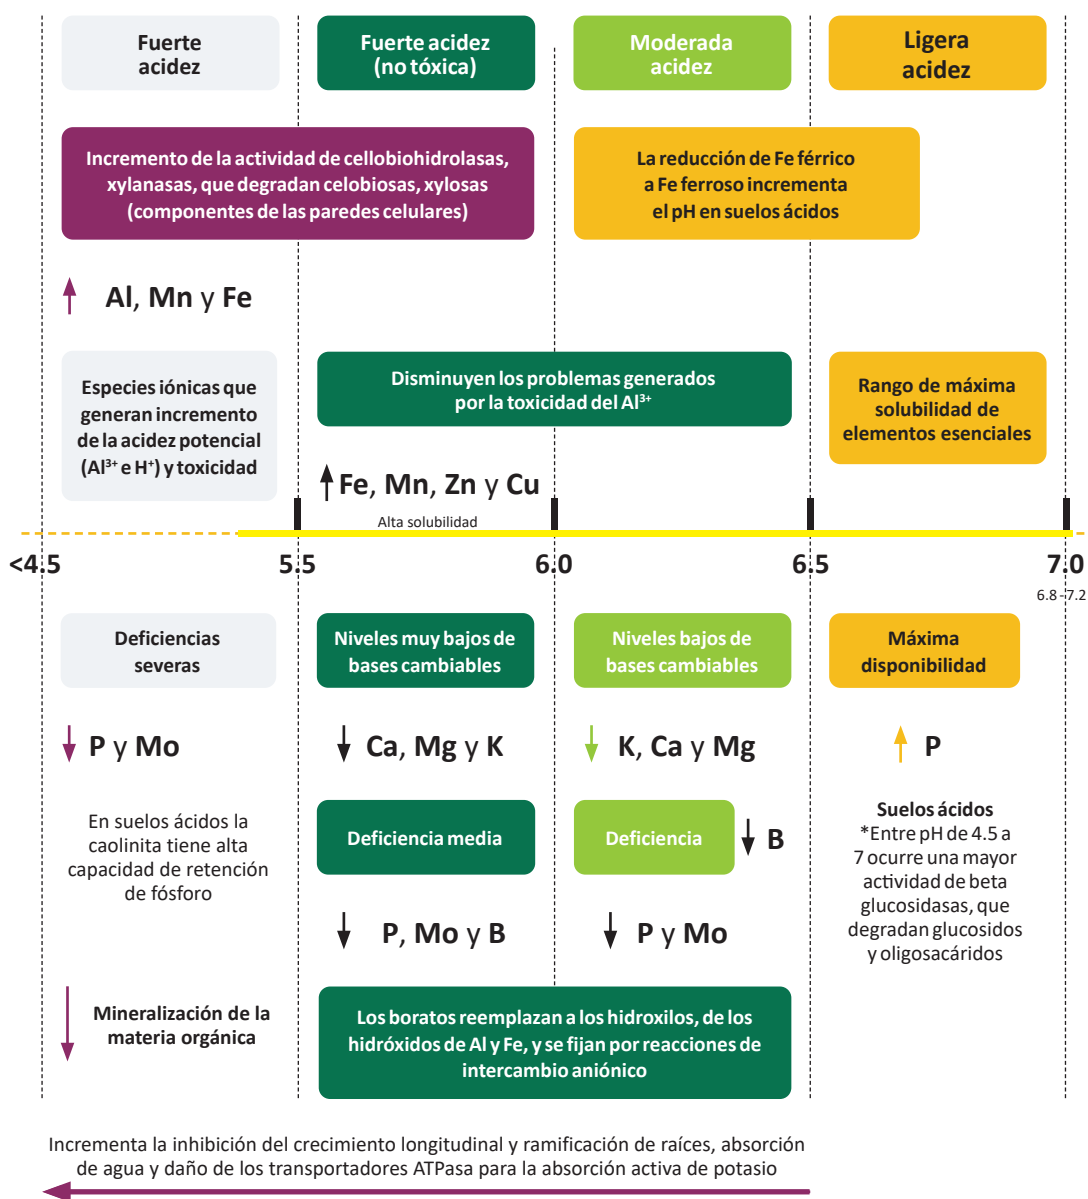 Fuerte
acidez
Fuerte acidez
(no tóxica)
Moderada
acidez
Ligera
acidez
Incremento de la actividad de cellobiohidrolasas,
xylanasas, que degradan celobiosas, xylosas
(componentes de las paredes celulares)
La reducción de Fe férrico
a Fe ferroso incrementa
el pH en suelos ácidos
Al, Mn y Fe
Especies iónicas que
generan incremento
de la acidez potencial
(Al³⁺ e H⁺) y toxicidad
Disminuyen los problemas generados
por la toxicidad del Al³⁺
Rango de máxima
solubilidad de
elementos esenciales
Fe, Mn, Zn y Cu
Alta solubilidad
<4.5
5.5
6.0
6.5
7.0
6.8 -7.2
Deficiencias
severas
Niveles muy bajos de
bases cambiables
Niveles bajos de
bases cambiables
Máxima
disponibilidad
P y Mo
Ca, Mg y K
K, Ca y Mg
P
En suelos ácidos la
caolinita tiene alta
capacidad de retención
de fósforo
Deficiencia media
Deficiencia
B
Suelos ácidos
*Entre pH de 4.5 a
7 ocurre una mayor
actividad de beta
glucosidasas, que
degradan glucosidos
y oligosacáridos
P, Mo y B
P y Mo
Mineralización de la
materia orgánica
Los boratos reemplazan a los hidroxilos, de los
hidróxidos de Al y Fe, y se fijan por reacciones de
intercambio aniónico
Incrementa la inhibición del crecimiento longitudinal y ramificación de raíces, absorción
de agua y daño de los transportadores ATPasa para la absorción activa de potasio